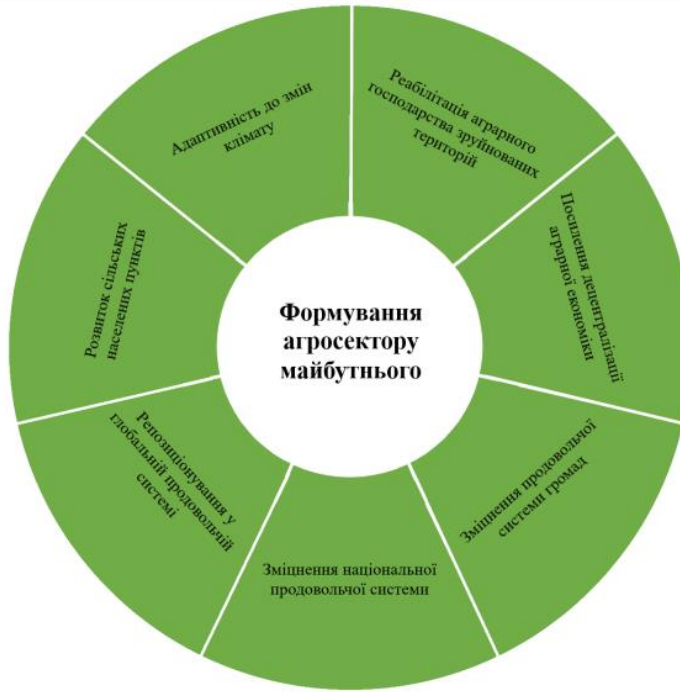 Формування
агросектору
майбутнього
Реабілітація аграрного
господарства зруйнованих
територій
Посилення децентралізації
аграрної економіки
Зміцнення продовольчої
системи громад
Зміцнення національної
продовольчої системи
Репозиціонування у
глобальній продовольчій
системі
Розвиток сільських
населених пунктів
Адаптивність до змін
клімату